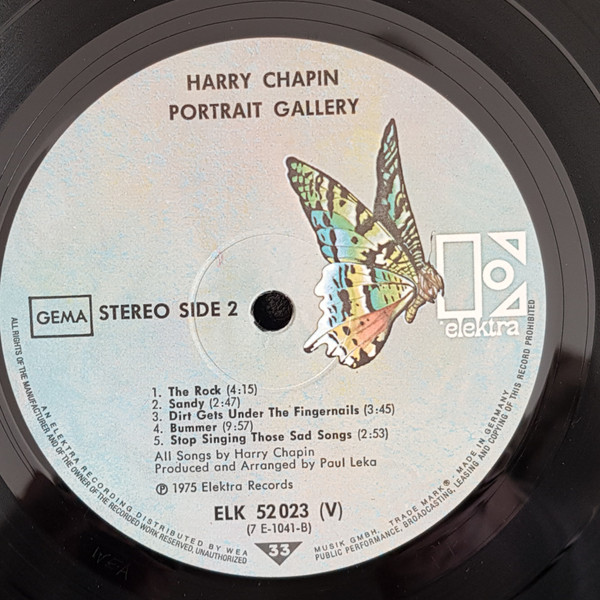 HARRY CHAPIN
PORTRAIT GALLERY
elektra
GEMA
STEREO SIDE 2
1. The Rock (4:15)
2. Sandy (2:47)
3. Dirt Gets Under The Fingernails (3:45)
4. Bummer (9:57)
5. Stop Singing Those Sad Songs (2:53)
All Songs by Harry Chapin
Produced and Arranged by Paul Leka
Ⓟ 1975 Elektra Records
ELK 52 023 (V)
(7 E-1041-B)
33
AN ELEKTRA RECORDING DISTRIBUTED BY WEA MUSIK GMBH. TRADE MARK® MADE IN GERMANY
ALL RIGHTS OF THE MANUFACTURER AND OF THE OWNER OF THE RECORDED WORK RESERVED, UNAUTHORIZED PUBLIC PERFORMANCE, BROADCASTING, LEASING AND COPYING OF THIS RECORD PROHIBITED
WEA